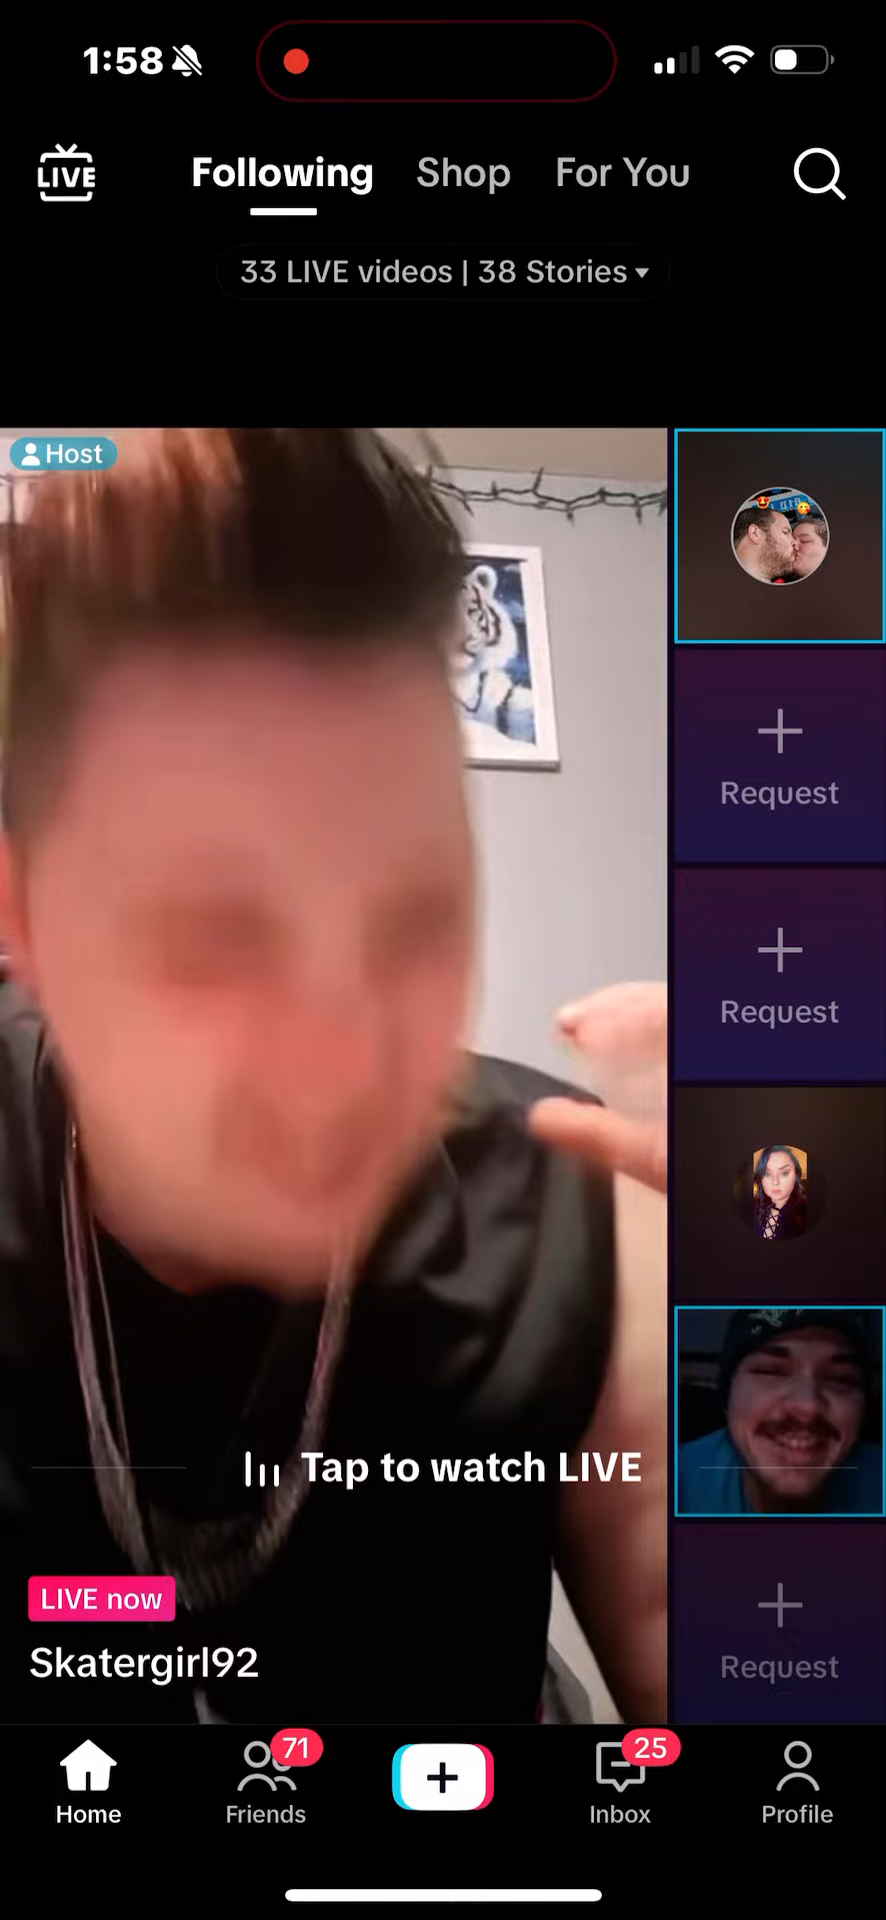 1:58
LIVE
Following Shop For You
33 LIVE videos | 38 Stories
Host
Request
Request
Tap to watch LIVE
LIVE now
Skatergirl92
Request
71
25
Home Friends Inbox Profile